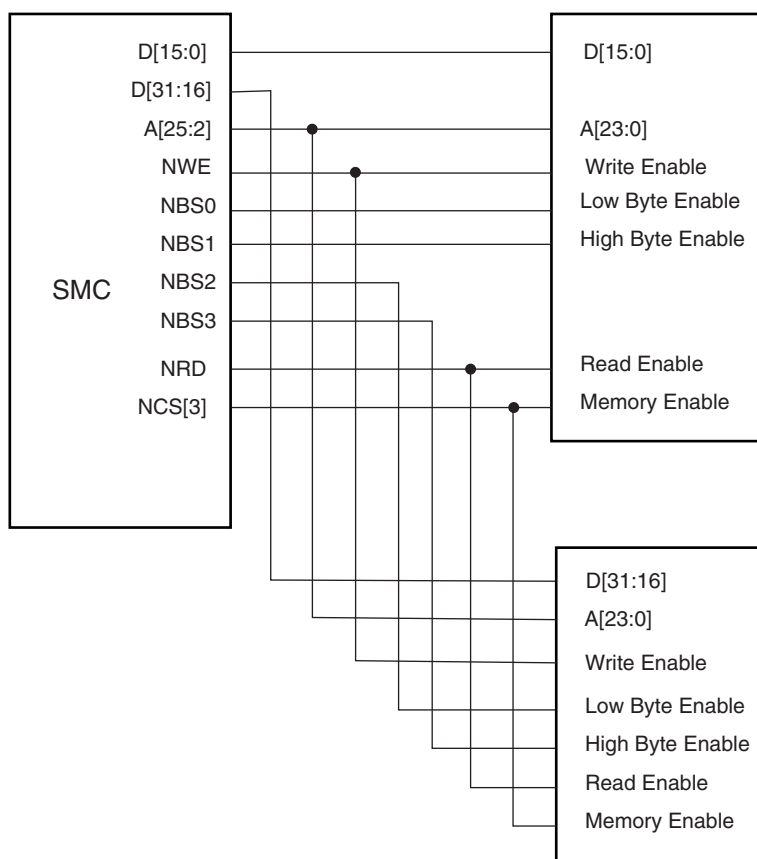 D[15:0]
D[31:16]
A[25:2]
NWE
NBS0
NBS1
NBS2
NBS3
NRD
NCS[3]
SMC
D[15:0]
A[23:0]
Write Enable
Low Byte Enable
High Byte Enable
Read Enable
Memory Enable
D[31:16]
A[23:0]
Write Enable
Low Byte Enable
High Byte Enable
Read Enable
Memory Enable